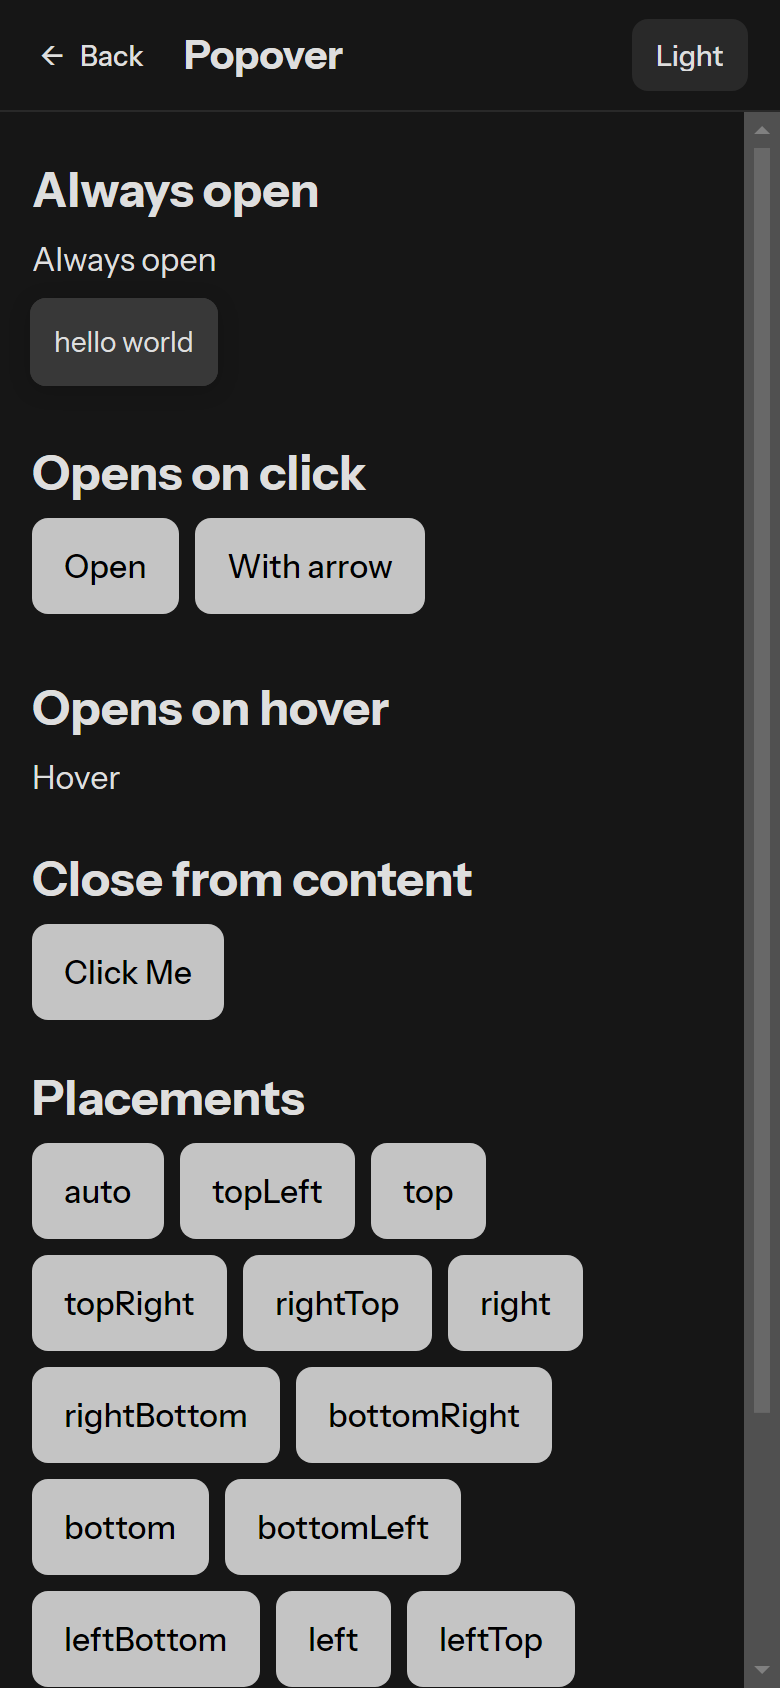 ← Back Popover Light
Always open
Always open
hello world
Opens on click
Open With arrow
Opens on hover
Hover
Close from content
Click Me
Placements
auto topLeft top
topRight rightTop right
rightBottom bottomRight
bottom bottomLeft
leftBottom left leftTop